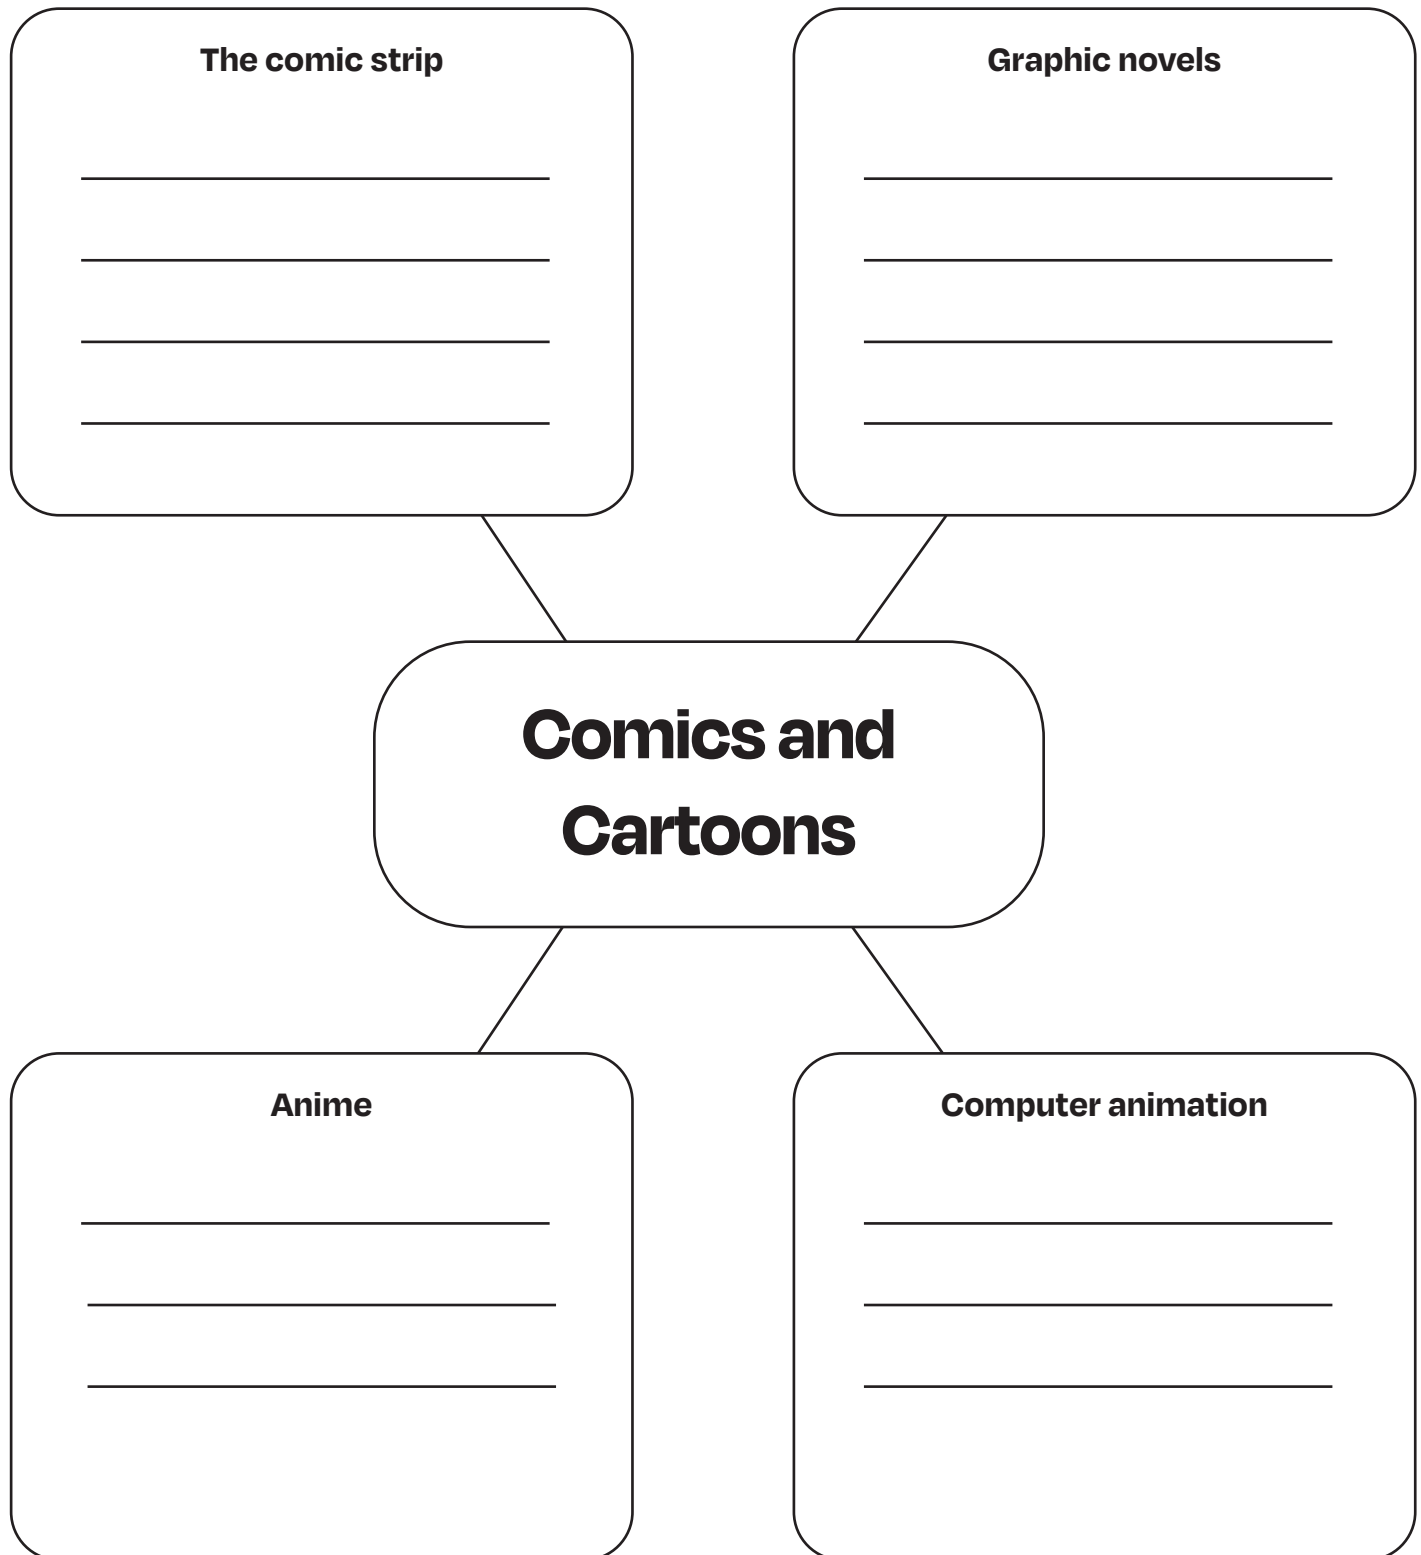 The comic strip
Graphic novels
Comics and
Cartoons
Anime
Computer animation